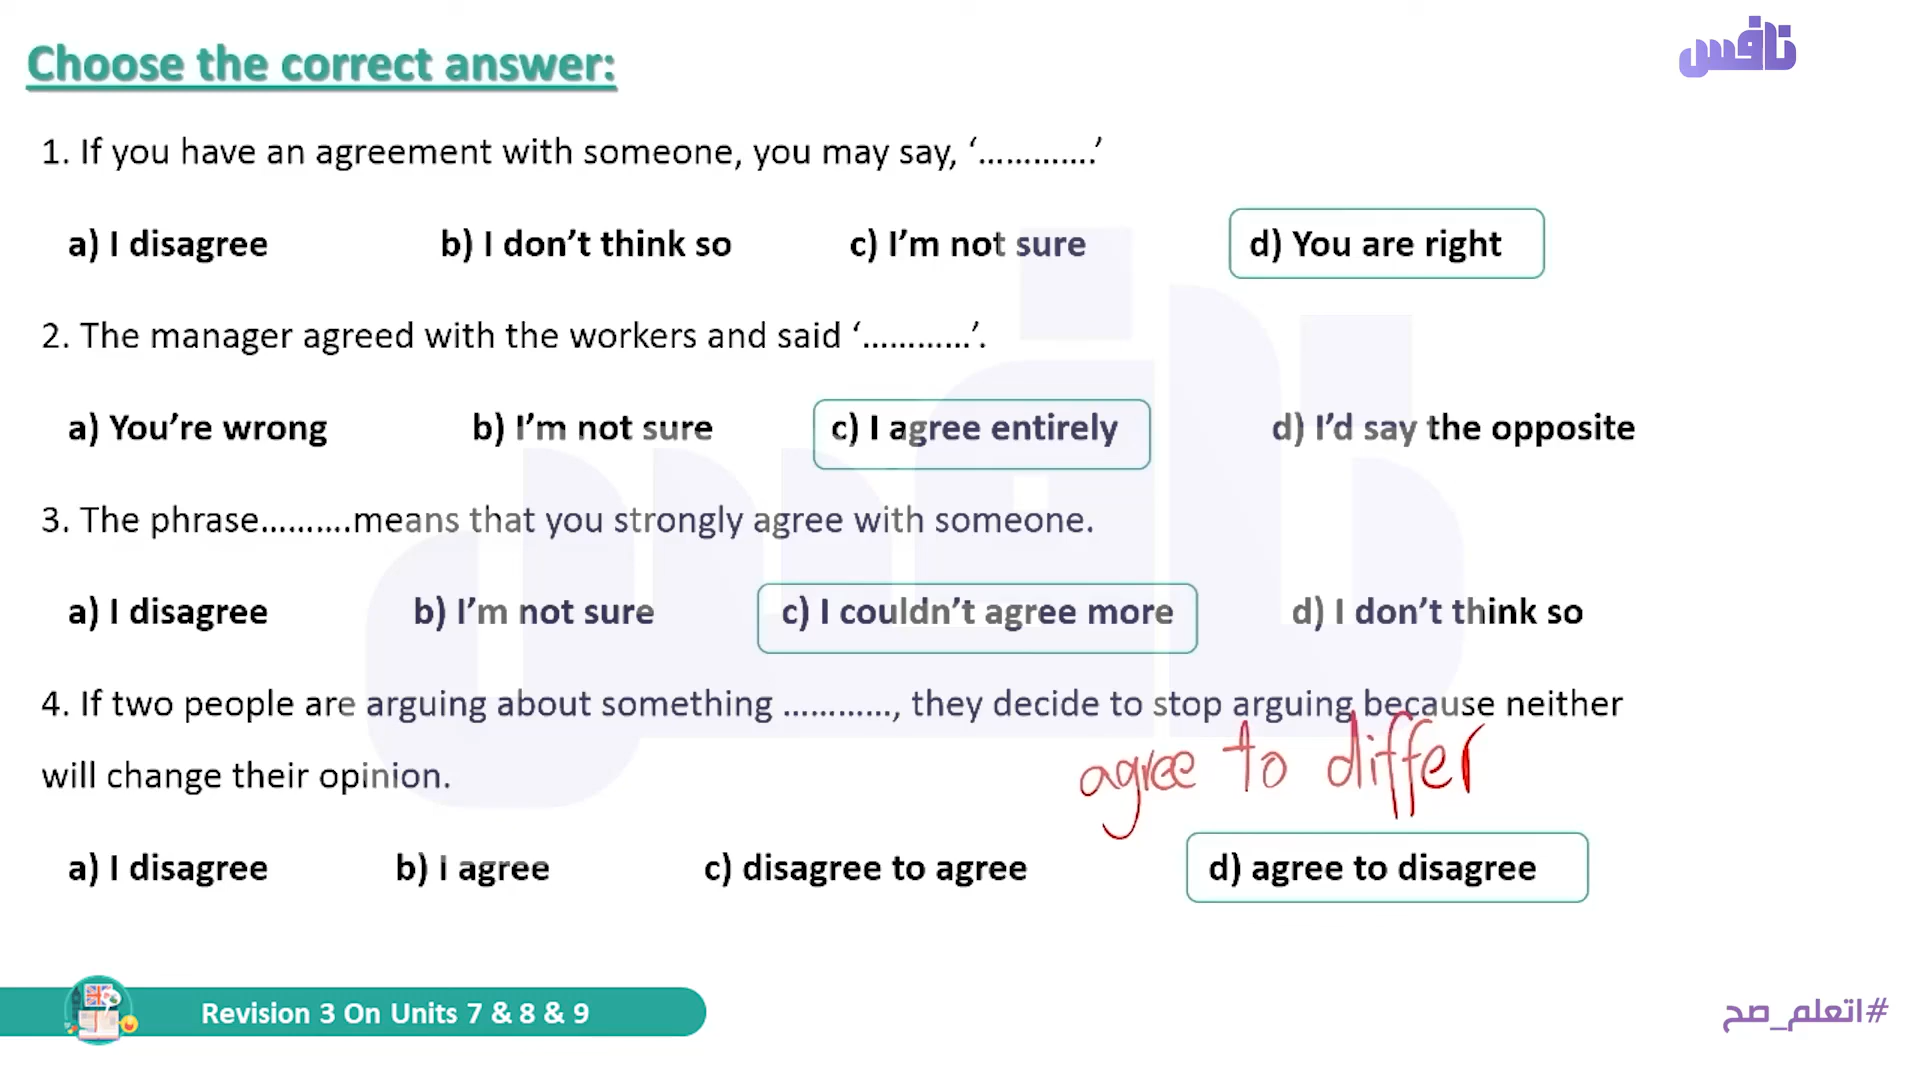 Choose the correct answer:
نافس
1. If you have an agreement with someone, you may say, ‘………….’
a) I disagree b) I don’t think so c) I’m not sure d) You are right
2. The manager agreed with the workers and said ‘…………’.
a) You’re wrong b) I’m not sure c) I agree entirely d) I’d say the opposite
3. The phrase……….means that you strongly agree with someone.
a) I disagree b) I’m not sure c) I couldn’t agree more d) I don’t think so
4. If two people are arguing about something …………, they decide to stop arguing because neither
will change their opinion.
agree to differ
a) I disagree b) I agree c) disagree to agree d) agree to disagree
Revision 3 On Units 7 & 8 & 9
#اتعلم_صح